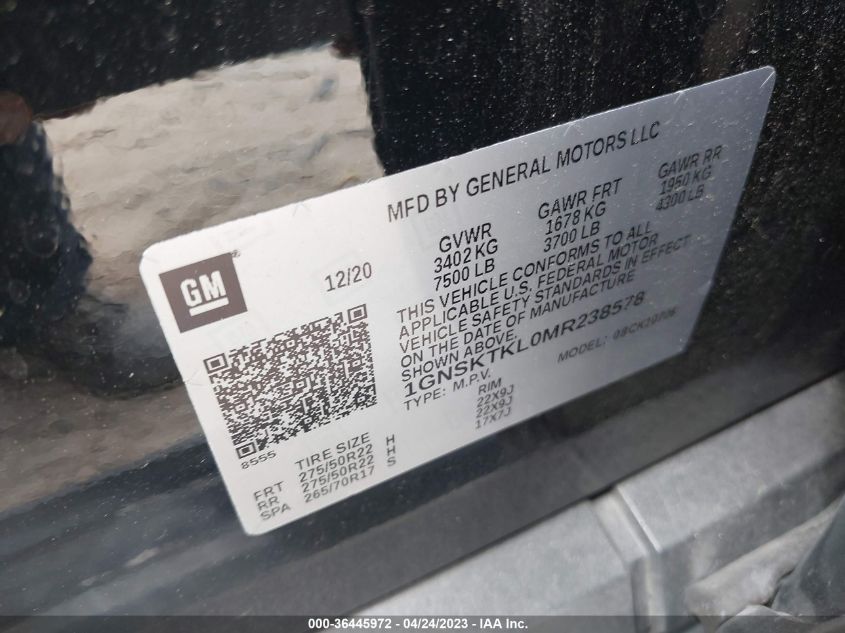 MFD BY GENERAL MOTORS LLC
GM®
12/20
GVWR GAWR FRT GAWR RR
3402 KG 1678 KG 1950 KG
7500 LB 3700 LB 4300 LB
THIS VEHICLE CONFORMS TO ALL
APPLICABLE U.S. FEDERAL MOTOR
VEHICLE SAFETY STANDARDS IN EFFECT
ON THE DATE OF MANUFACTURE
SHOWN ABOVE.
1GNSKTKL0MR238578
TYPE: M.P.V. MODEL:
8555
TIRE SIZE RIM
FRT 275/50R22 H 22X9J
RR 275/50R22 H 22X9J
SPA 265/70R17 S 17X7J
000-36445972 - 04/24/2023 - IAA Inc.